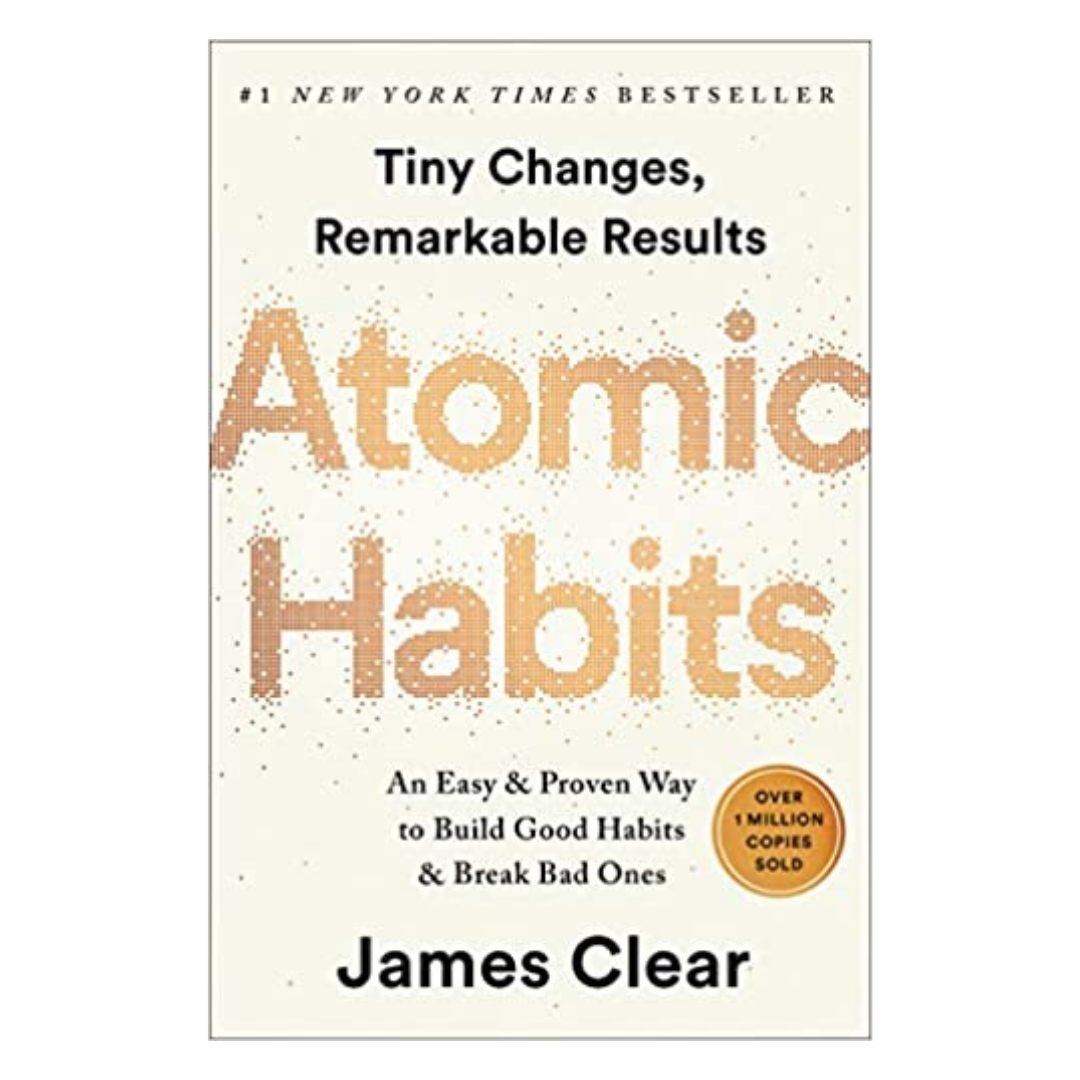 #1 NEW YORK TIMES BESTSELLER
Tiny Changes,
Remarkable Results
Atomic
Habits
An Easy & Proven Way
to Build Good Habits
& Break Bad Ones
OVER
1 MILLION
COPIES
SOLD
James Clear